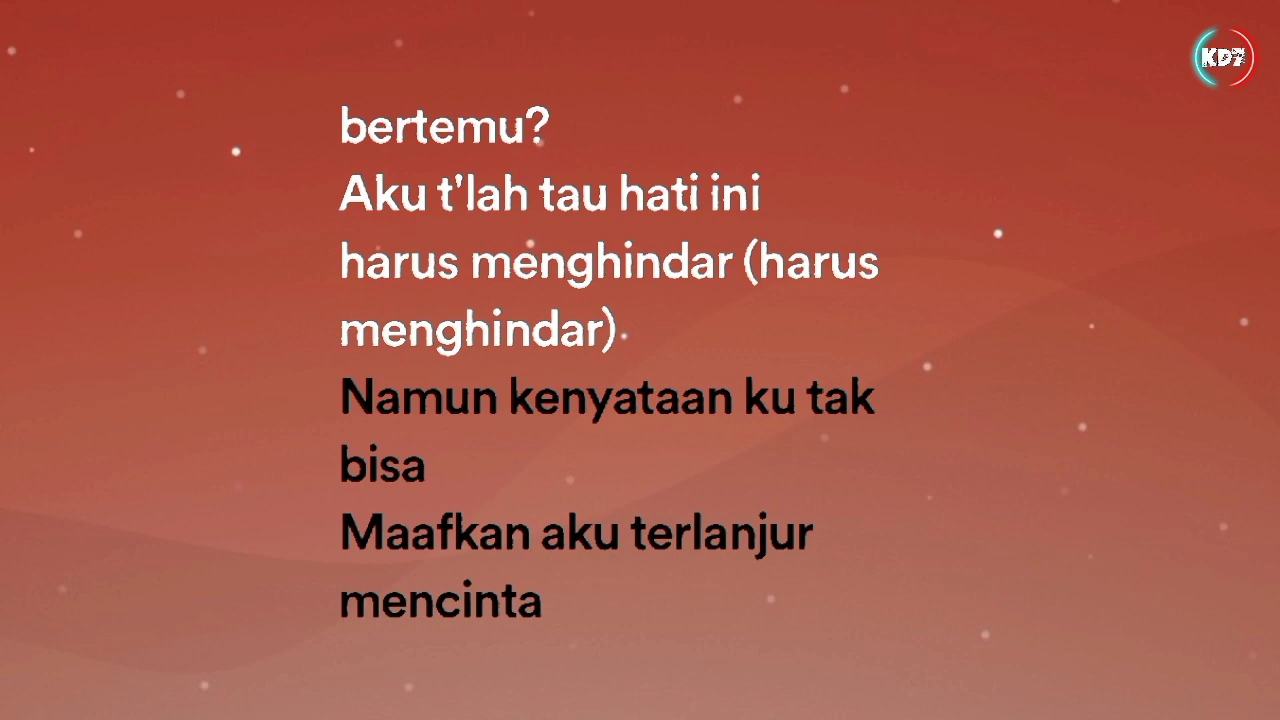 KD7
bertemu?
Aku t'lah tau hati ini
harus menghindar (harus
menghindar)
Namun kenyataan ku tak
bisa
Maafkan aku terlanjur
mencinta